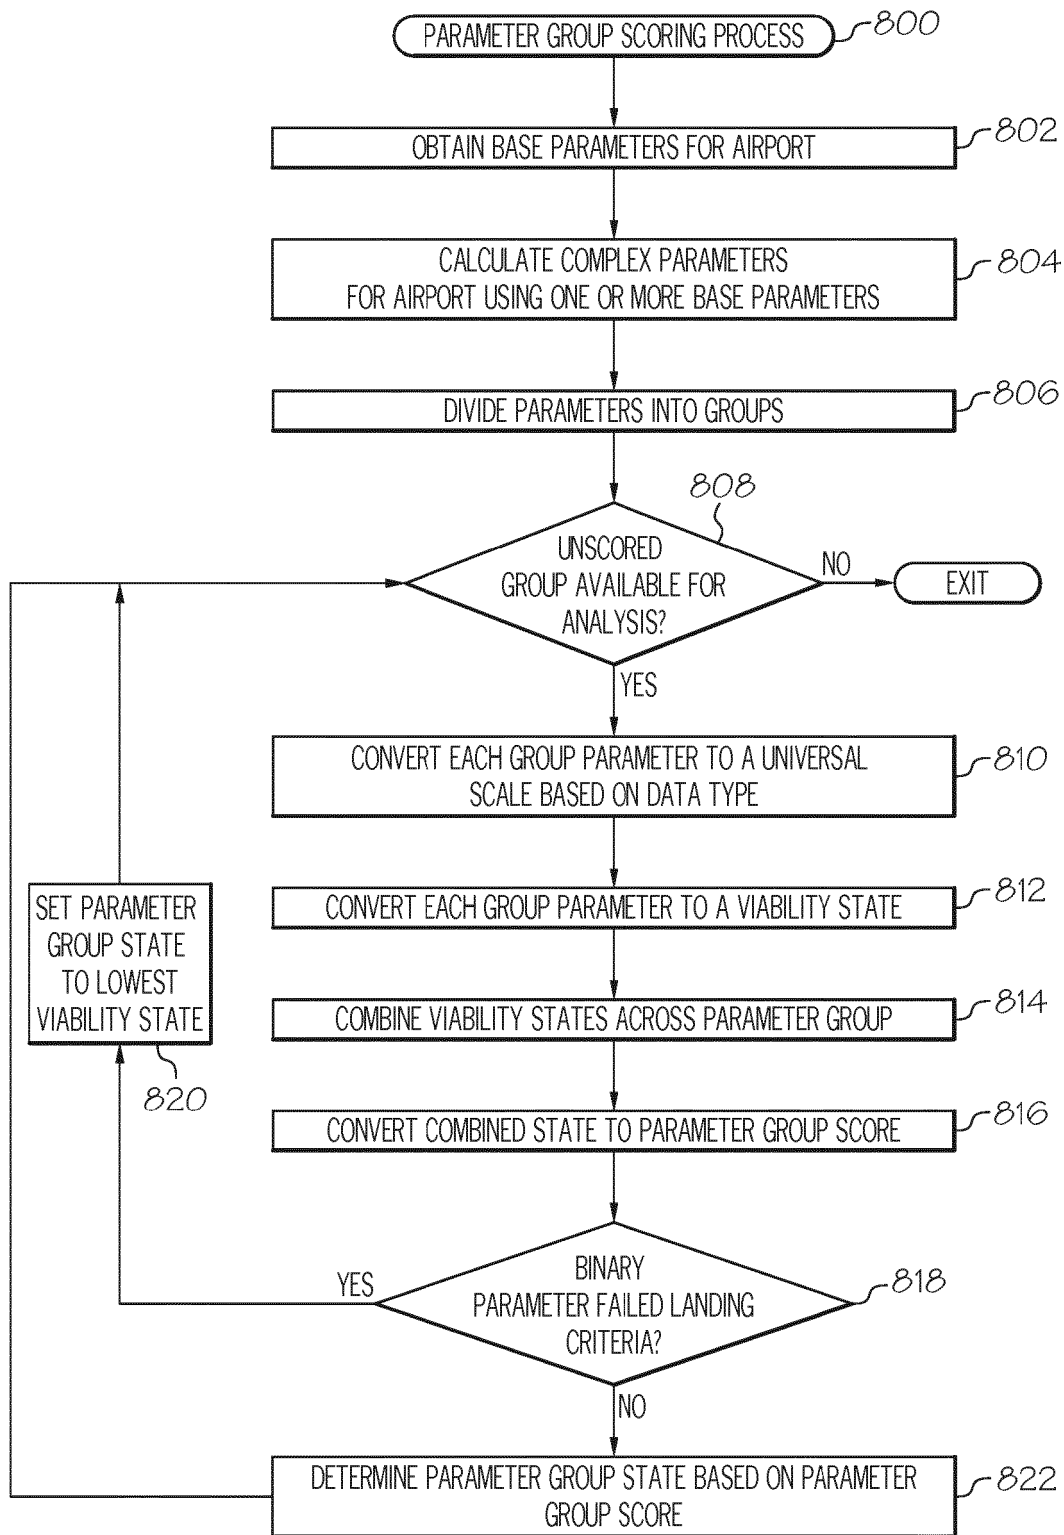 PARAMETER GROUP SCORING PROCESS
800
OBTAIN BASE PARAMETERS FOR AIRPORT
802
CALCULATE COMPLEX PARAMETERS
FOR AIRPORT USING ONE OR MORE BASE PARAMETERS
804
DIVIDE PARAMETERS INTO GROUPS
806
808
UNSCORED
GROUP AVAILABLE FOR
ANALYSIS?
NO
EXIT
YES
CONVERT EACH GROUP PARAMETER TO A UNIVERSAL
SCALE BASED ON DATA TYPE
810
CONVERT EACH GROUP PARAMETER TO A VIABILITY STATE
812
COMBINE VIABILITY STATES ACROSS PARAMETER GROUP
814
CONVERT COMBINED STATE TO PARAMETER GROUP SCORE
816
BINARY
PARAMETER FAILED LANDING
CRITERIA?
818
YES
SET PARAMETER
GROUP STATE
TO LOWEST
VIABILITY STATE
820
NO
DETERMINE PARAMETER GROUP STATE BASED ON PARAMETER
GROUP SCORE
822